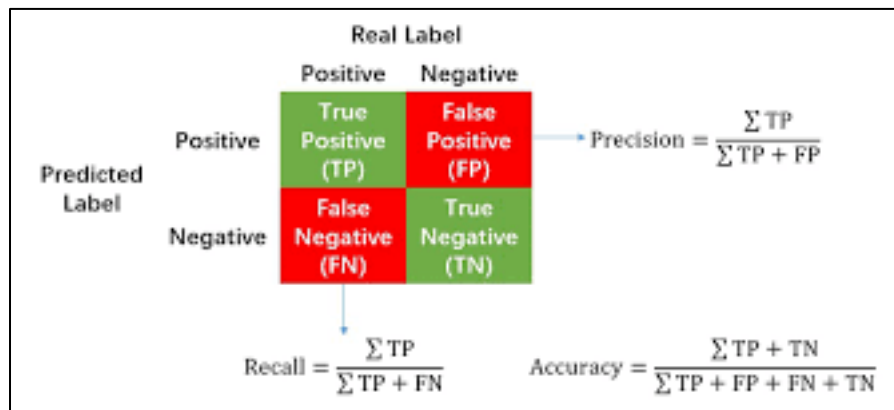 Real Label
Positive Negative
Predicted Label
Positive
True Positive (TP)
False Positive (FP)
Precision = ∑ TP / ∑ TP + FP
Negative
False Negative (FN)
True Negative (TN)
Recall = ∑ TP / ∑ TP + FN
Accuracy = ∑ TP + TN / ∑ TP + FP + FN + TN